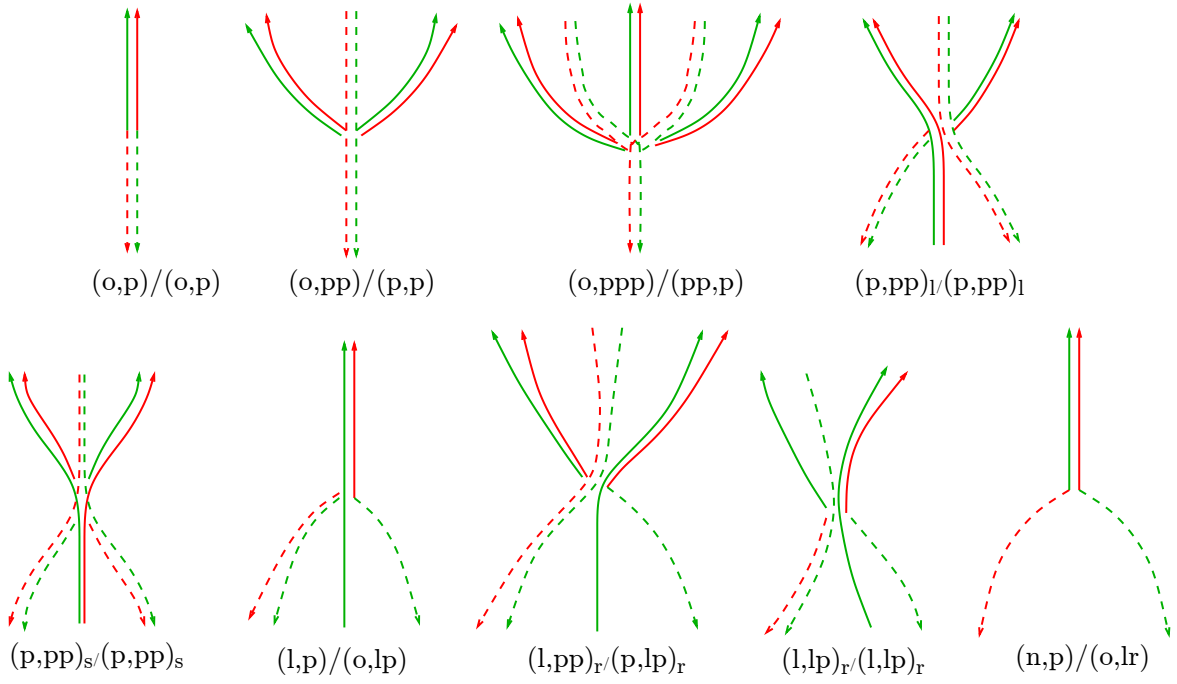 (o,p)/(o,p)
(o,pp)/(p,p)
(o,ppp)/(pp,p)
(p,pp)l/(p,pp)l
(p,pp)s/(p,pp)s
(l,p)/(o,lp)
(l,pp)r/(p,lp)r
(l,lp)r/(l,lp)r
(n,p)/(o,lr)